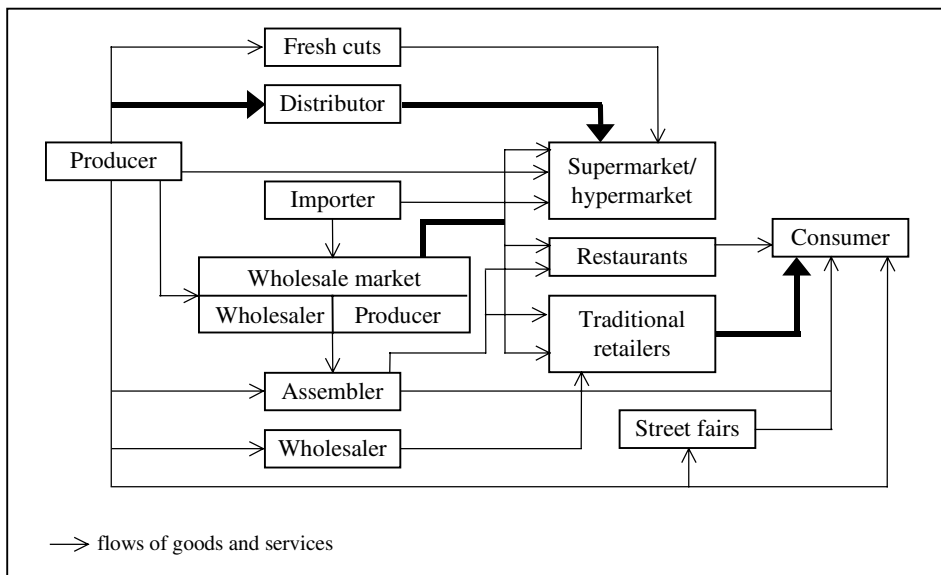 Fresh cuts
Distributor
Producer
Supermarket/
hypermarket
Importer
Consumer
Restaurants
Wholesale market
Wholesaler
Producer
Traditional
retailers
Assembler
Street fairs
Wholesaler
flows of goods and services